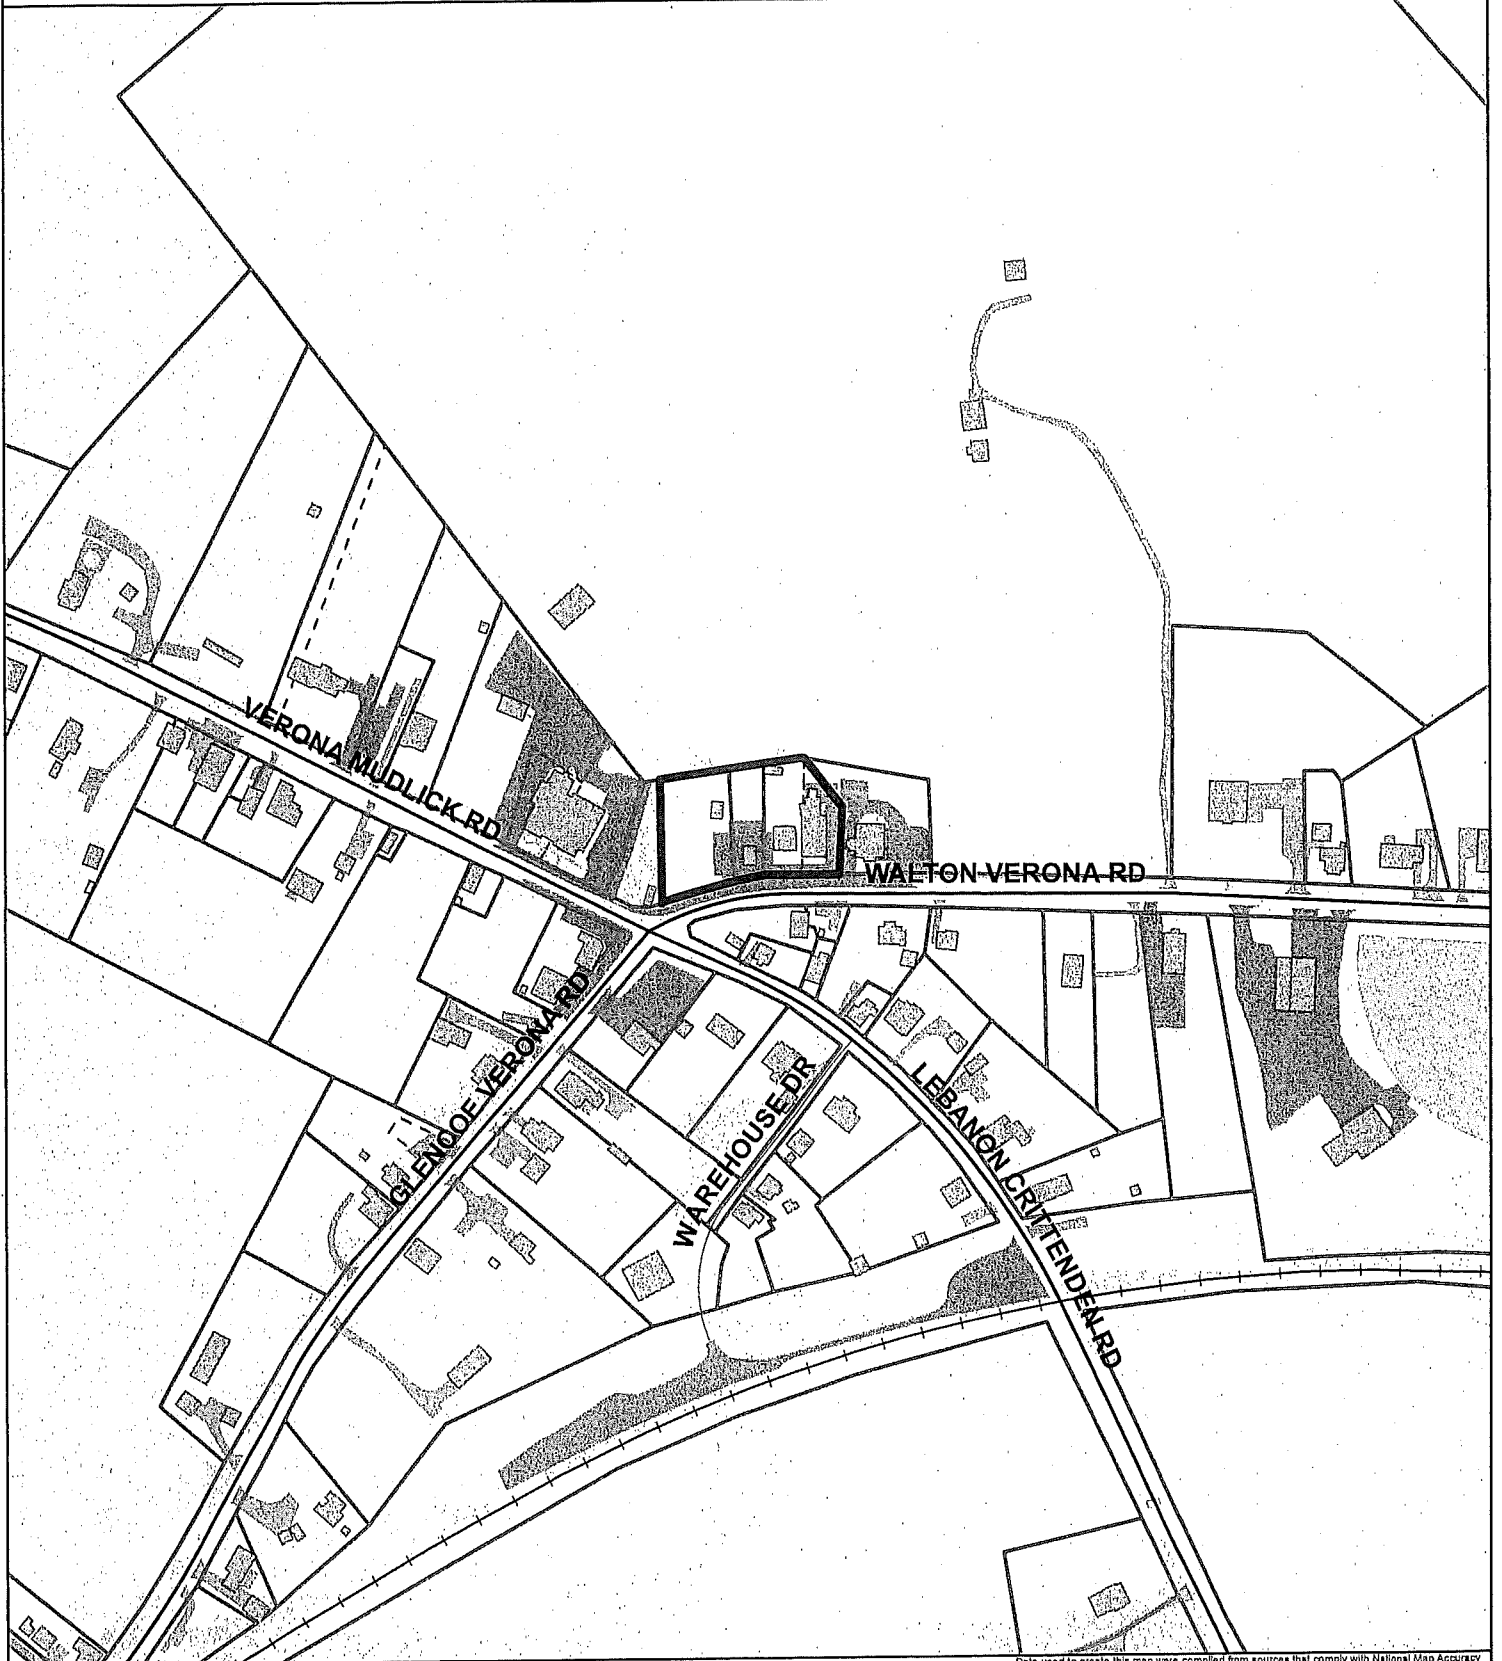 VERONA MUDLICK RD
WALTON-VERONA RD
GLENCOE VERONA RD
WAREHOUSE DR
LEBANON CRITTENDEN RD
Data used to create this map were compiled from sources that comply with National Map Accuracy